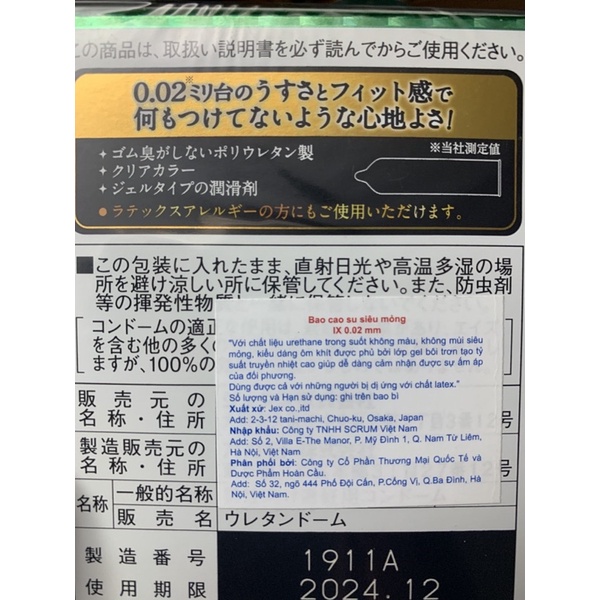 この商品は、取扱い説明書を必ず読んでからご使用ください。
0.02※ミリ台のうすさとフィット感で
何もつけてないような心地よさ!
※当社測定値
✦ゴム臭がしないポリウレタン製
✦クリアカラー
✦ジェルタイプの潤滑剤
●ラテックスアレルギーの方にもご使用いただけます。
■この包装に入れたまま、直射日光や高温多湿の場
所を避け涼しい所に保管してください。また、防虫剤
等の揮発性物質と
コンドームの適正
を含む他の多く
ますが、100%の
Bao cao su siêu mỏng
IX 0.02 mm
"Với chất liệu urethane trong suốt không màu, không mùi siêu
mỏng, kiểu dáng ôm khít được phủ bởi lớp gel bôi trơn tạo tỷ
suất truyền nhiệt cao giúp dễ dàng cảm nhận được sự ấm áp
của đối phương.
Dùng được cả với những người bị dị ứng với chất latex."
Số lượng và Hạn sử dụng: ghi trên bao bì
Xuất xứ: Jex co.,ltd
Add: 2-3-12 tani-machi, Chuo-ku, Osaka, Japan
Nhập khẩu: Công ty TNHH SCRUM Việt Nam
Add: Số 2, Villa E-The Manor, P. Mỹ Đình 1, Q. Nam Từ Liêm,
Hà Nội, Việt Nam.
Phân phối bởi: Công ty Cổ Phần Thương Mại Quốc Tế và
Dược Phẩm Hoàn Cầu.
Add: Số 32, ngõ 444 Phố Đội Cấn, P.Cống Vị, Q.Ba Đình, Hà
Nội, Việt Nam.
販売元の
名称・住所
製造販売元の
名称・住所
名称
一般的名称
販売名
ウレタンドーム
製造番号
1911A
使用期限
2024.12